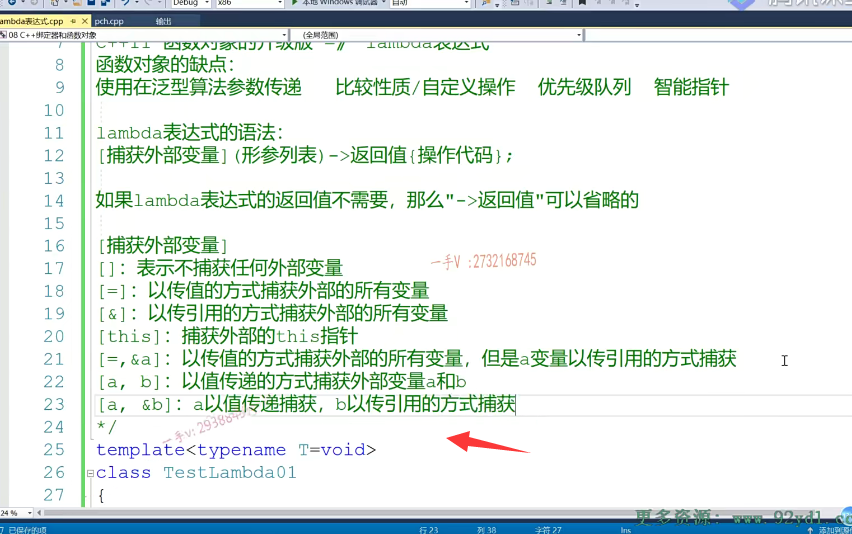 Debug
x86
本地 Windows 调试器
自动
ambda表达式.cpp
pch.cpp
输出
08 C++绑定器和函数对象
(全局范围)
7 C++11 函数对象的升级版 =》 lambda表达式
8 函数对象的缺点：
9 使用在泛型算法参数传递 比较性质/自定义操作 优先级队列 智能指针
10
11 lambda表达式的语法：
12 [捕获外部变量](形参列表)->返回值{操作代码};
13
14 如果lambda表达式的返回值不需要，那么"->返回值"可以省略的
15
16 [捕获外部变量]
17 []：表示不捕获任何外部变量
一手V :2732168745
18 [=]：以传值的方式捕获外部的所有变量
19 [&]：以传引用的方式捕获外部的所有变量
20 [this]：捕获外部的this指针
21 [=,&a]：以传值的方式捕获外部的所有变量，但是a变量以传引用的方式捕获
22 [a, b]：以值传递的方式捕获外部变量a和b
23 [a, &b]：a以值传递捕获，b以传引用的方式捕获
24 */
25 template<typename T=void>
26 class TestLambda01
27 {
24 %
已保存的项
行 23
列 38
字符 27
Ins
更多资源：www.92ydl.co
添加到源